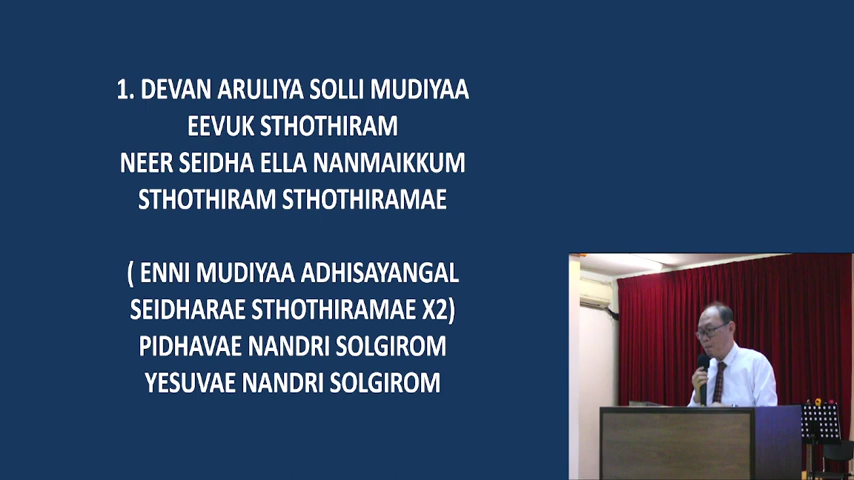 1. DEVAN ARULIYA SOLLI MUDIYAA
EEVUK STHOTHIRAM
NEER SEIDHA ELLA NANMAIKKUM
STHOTHIRAM STHOTHIRAMAE
( ENNI MUDIYAA ADHISAYANGAL
SEIDHARAE STHOTHIRAMAE X2)
PIDHAVAE NANDRI SOLGIROM
YESUVAE NANDRI SOLGIROM